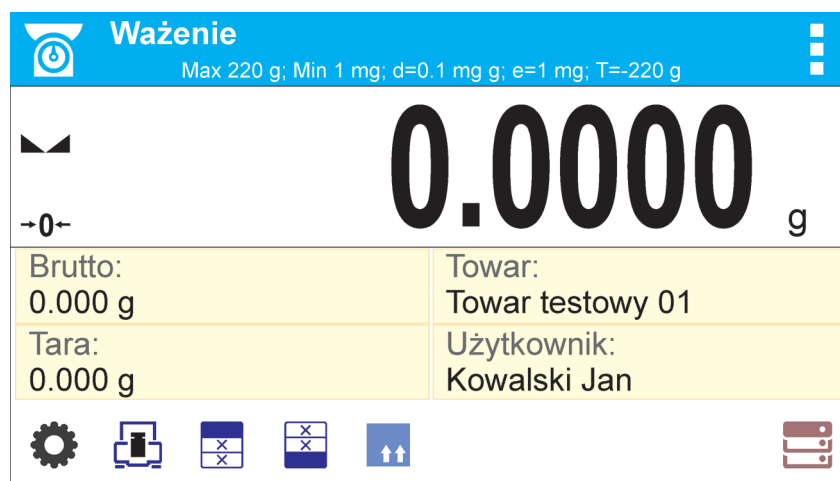 Ważenie
Max 220 g; Min 1 mg; d=0.1 mg g; e=1 mg; T=-220 g
0.0000 g
→0←
Brutto:
0.000 g
Towar:
Towar testowy 01
Tara:
0.000 g
Użytkownik:
Kowalski Jan